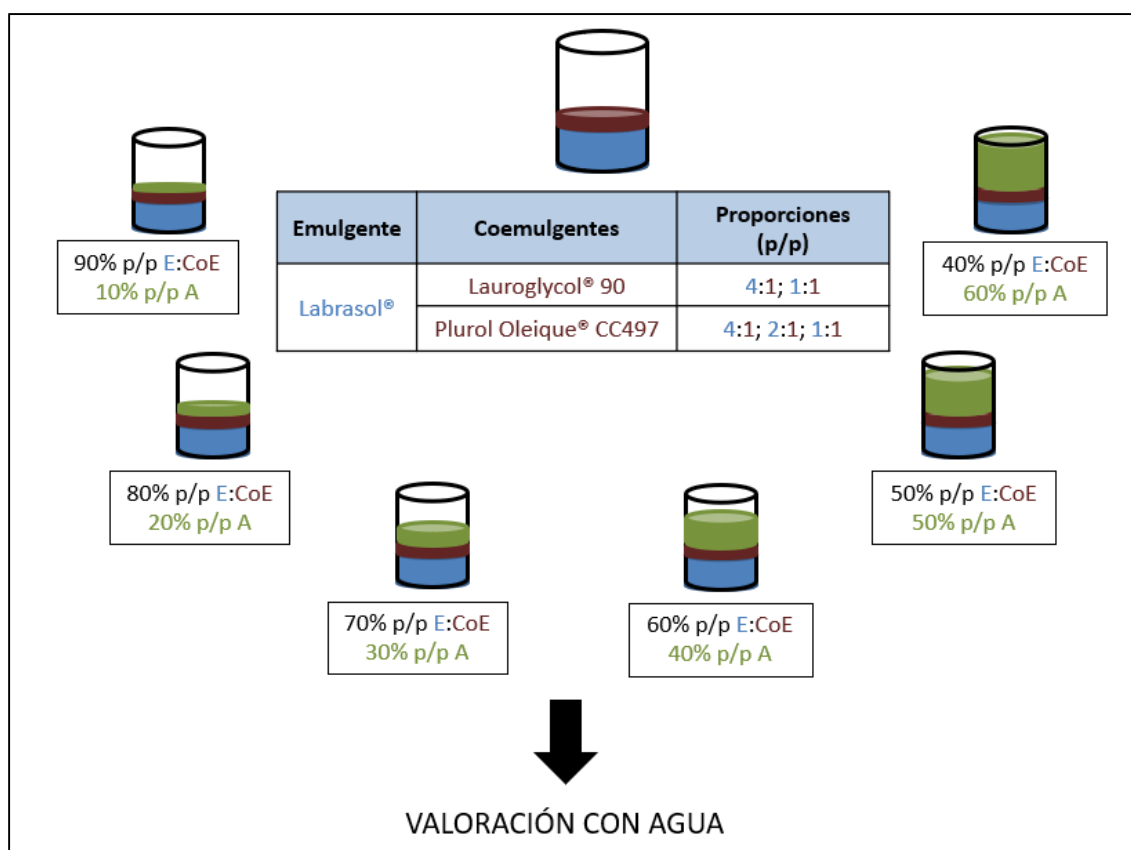 Emulgente
Coemulgentes
Proporciones
(p/p)
Labrasol®
Lauroglycol® 90
4:1; 1:1
Plurol Oleique® CC497
4:1; 2:1; 1:1
90% p/p E:CoE
10% p/p A
40% p/p E:CoE
60% p/p A
80% p/p E:CoE
20% p/p A
50% p/p E:CoE
50% p/p A
70% p/p E:CoE
30% p/p A
60% p/p E:CoE
40% p/p A
VALORACIÓN CON AGUA